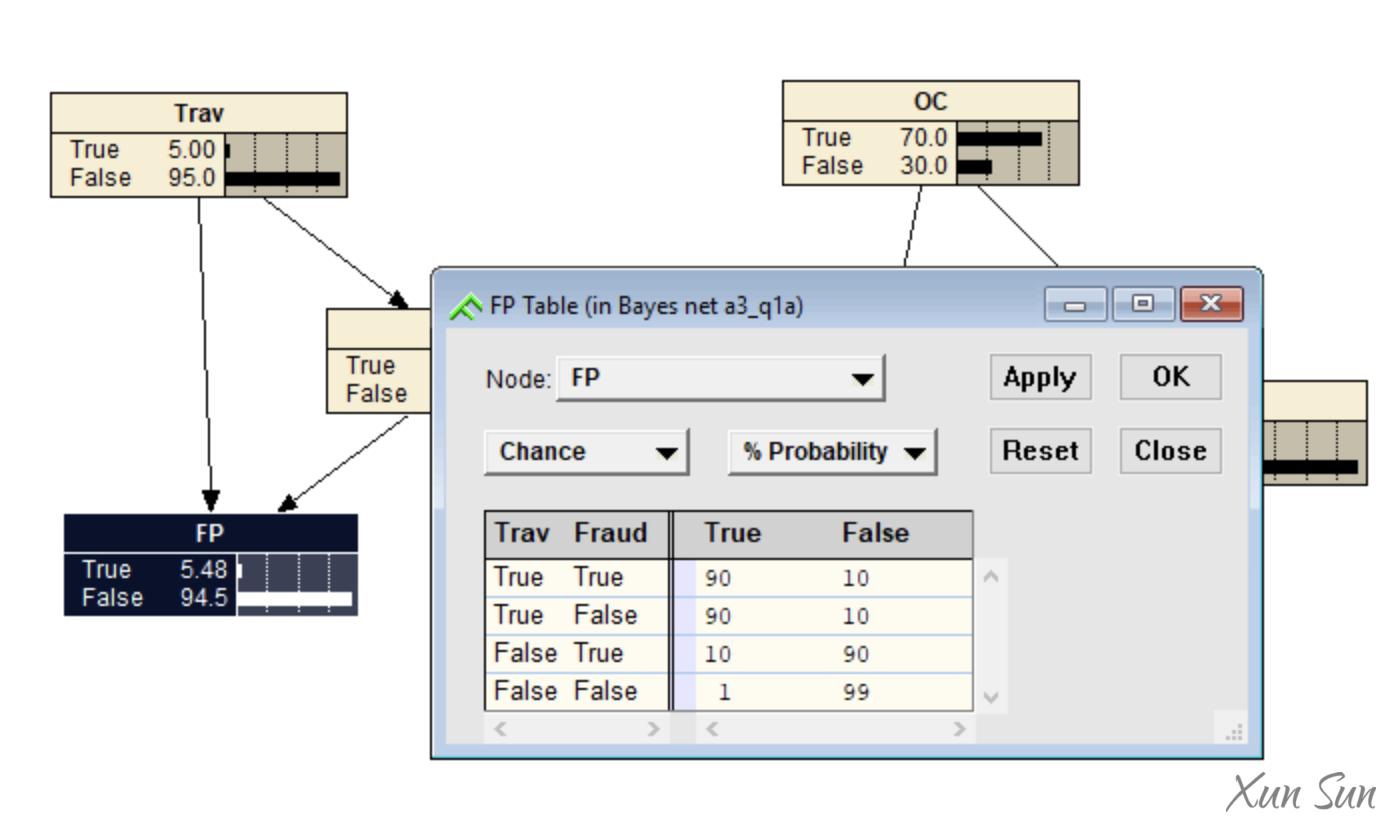 Trav
True 5.00
False 95.0
OC
True 70.0
False 30.0
True
False
FP
True 5.48
False 94.5
FP Table (in Bayes net a3_q1a)
Node: FP
Apply OK
Chance % Probability Reset Close
Trav Fraud True False
True True 90 10
True False 90 10
False True 10 90
False False 1 99
Xun Sun